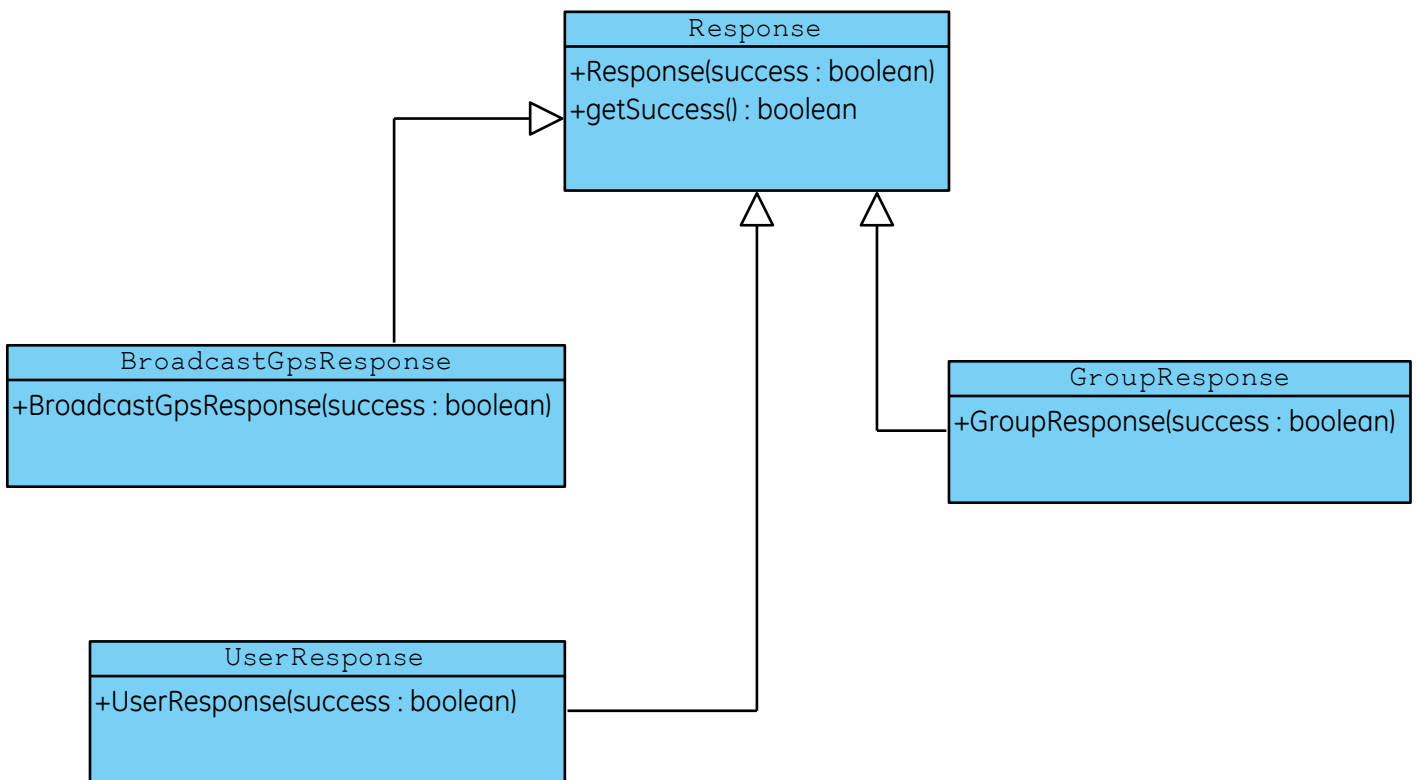 Response
+Response(success : boolean)
+getSuccess() : boolean
BroadcastGpsResponse
+BroadcastGpsResponse(success : boolean)
GroupResponse
+GroupResponse(success : boolean)
UserResponse
+UserResponse(success : boolean)